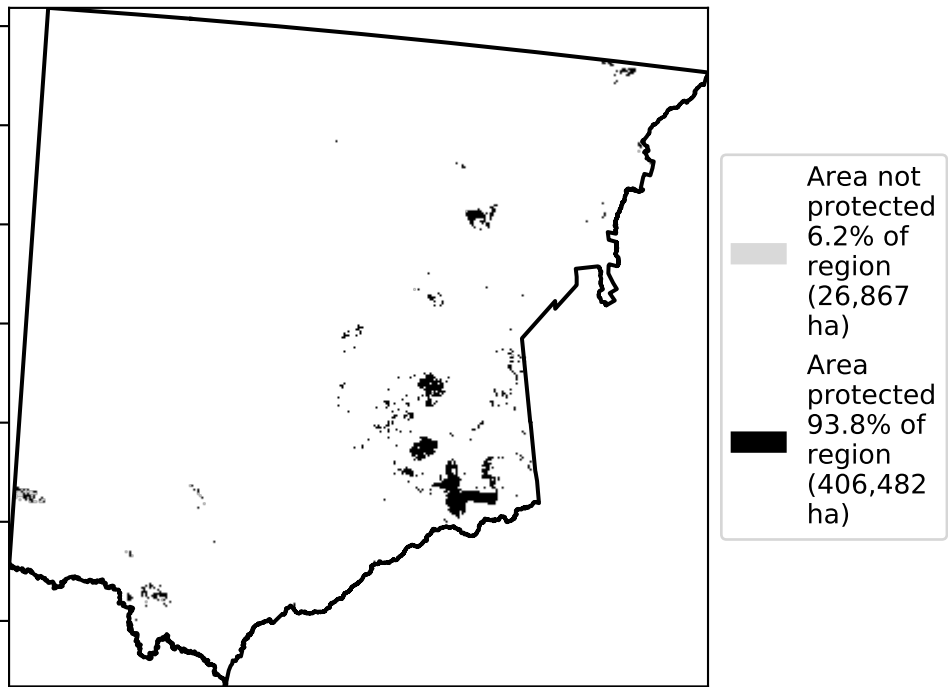 Area not
protected
6.2% of
region
(26,867
ha)
Area
protected
93.8% of
region
(406,482
ha)